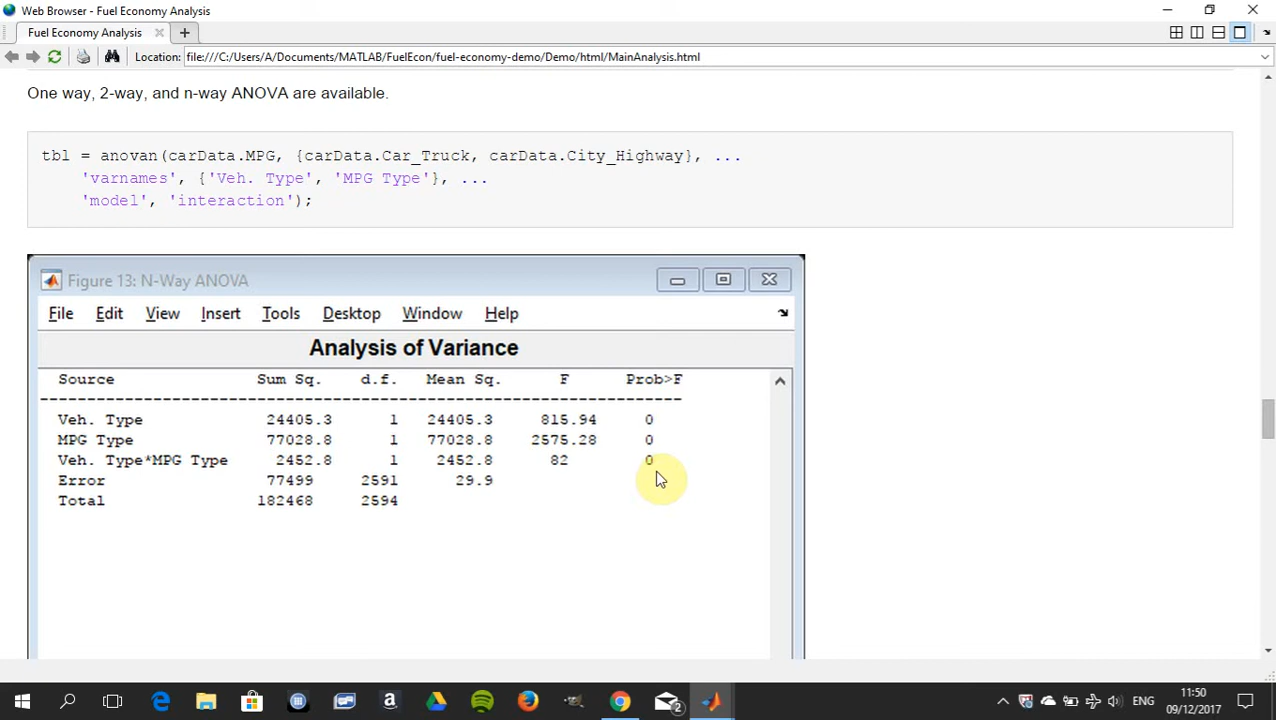 Web Browser - Fuel Economy Analysis
Fuel Economy Analysis
Location: file:///C:/Users/A/Documents/MATLAB/FuelEcon/fuel-economy-demo/Demo/html/MainAnalysis.html
One way, 2-way, and n-way ANOVA are available.
tbl = anovan(carData.MPG, {carData.Car_Truck, carData.City_Highway}, ...
'varnames', {'Veh. Type', 'MPG Type'}, ...
'model', 'interaction');
Figure 13: N-Way ANOVA
File Edit View Insert Tools Desktop Window Help
Analysis of Variance
Source Sum Sq. d.f. Mean Sq. F Prob>F
Veh. Type 24405.3 1 24405.3 815.94 0
MPG Type 77028.8 1 77028.8 2575.28 0
Veh. Type*MPG Type 2452.8 1 2452.8 82 0
Error 77499 2591 29.9
Total 182468 2594
2 ENG 11:50
09/12/2017